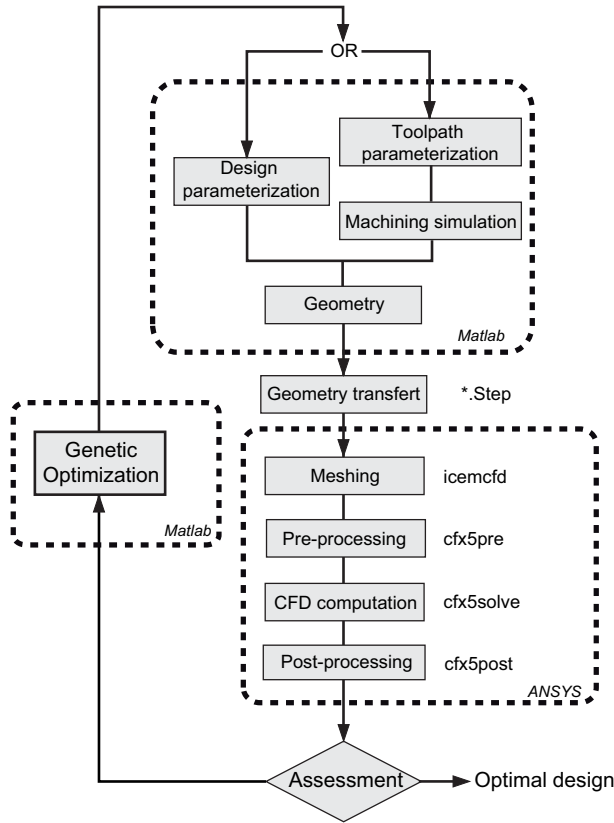 OR
Toolpath
parameterization
Design
parameterization
Machining simulation
Geometry
Matlab
Geometry transfert
*.Step
Genetic
Optimization
Matlab
Meshing
icemcfd
Pre-processing
cfx5pre
CFD computation
cfx5solve
Post-processing
cfx5post
ANSYS
Assessment
Optimal design